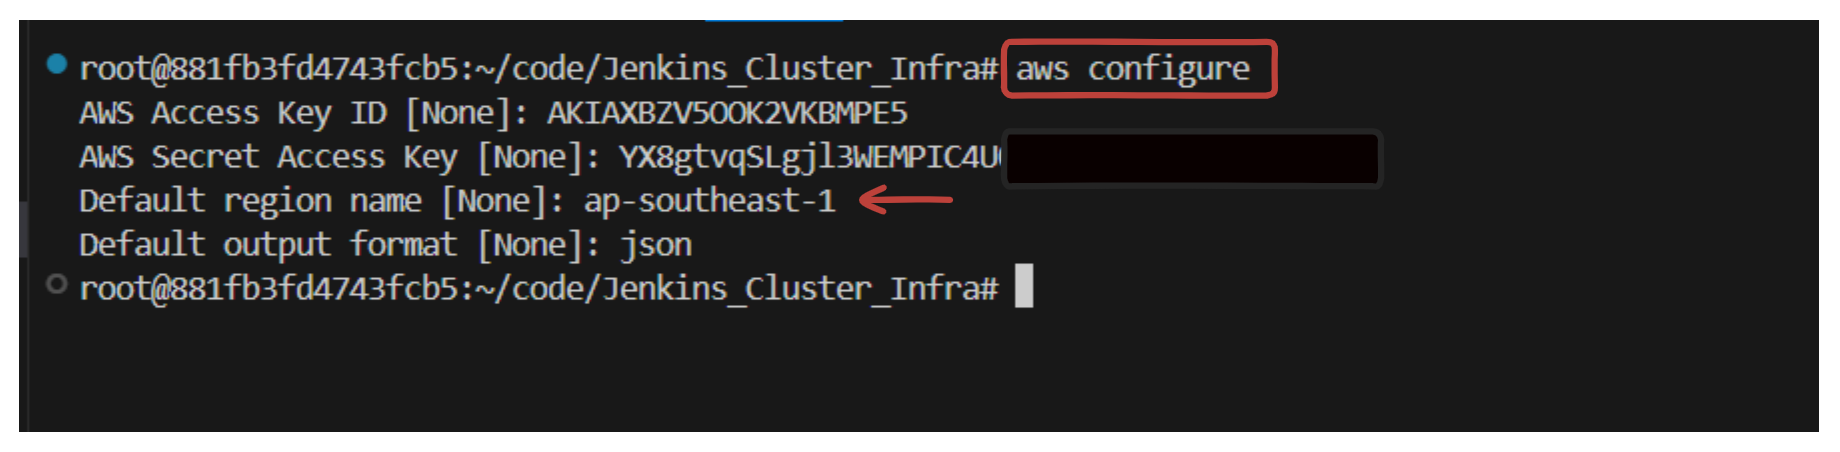 root@881fb3fd4743fcb5:~/code/Jenkins_Cluster_Infra# aws configure
AWS Access Key ID [None]: AKIAXBZV5OOK2VKBMPE5
AWS Secret Access Key [None]: YX8gtvqSLgjl3WEMPIC4U
Default region name [None]: ap-southeast-1
Default output format [None]: json
root@881fb3fd4743fcb5:~/code/Jenkins_Cluster_Infra#